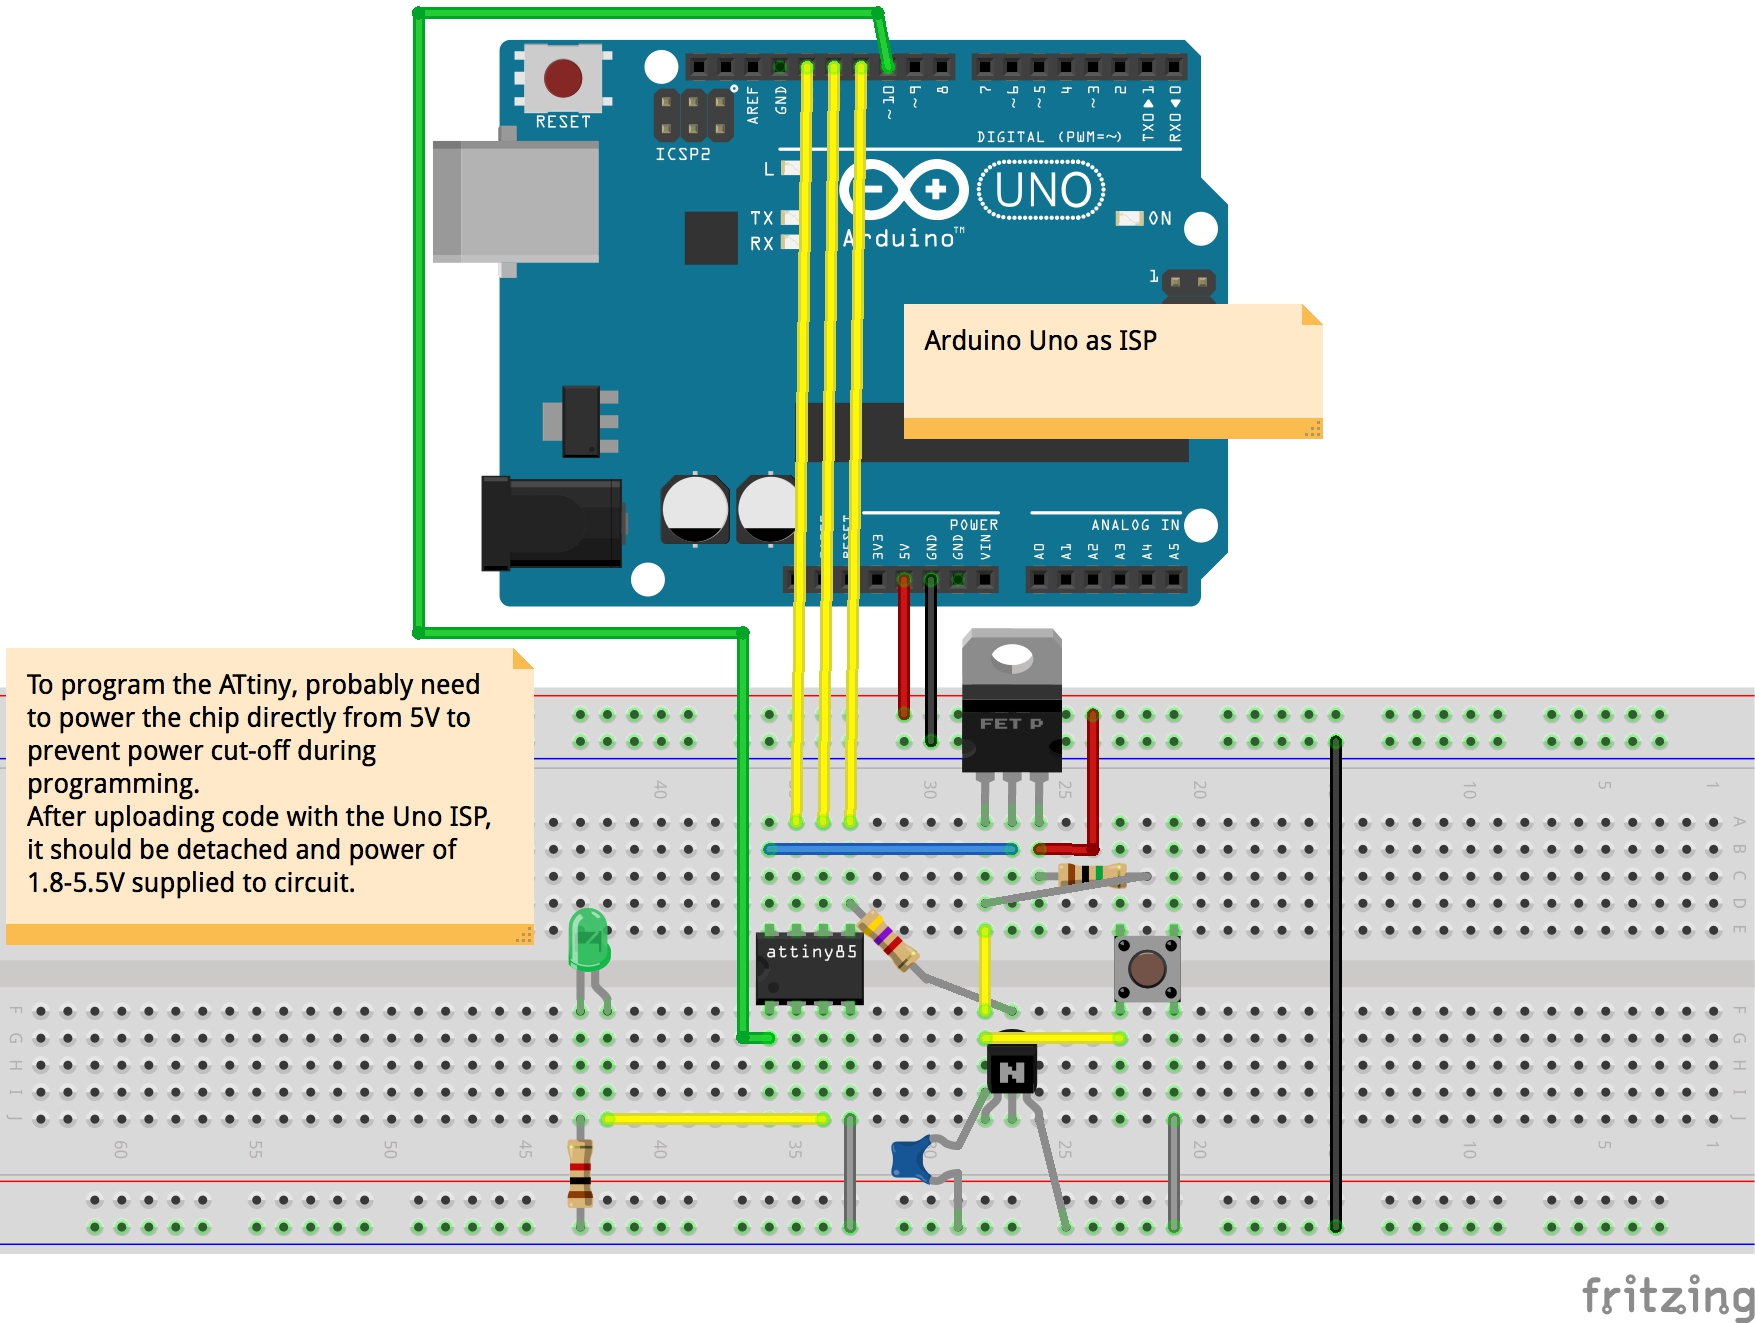 RESET
ICSP2
AREF
GND
~10
~9
8
7
~6
~5
4
~3
2
TX0 1
RX0 0
DIGITAL (PWM=~)
L
TX
RX
UNO
Arduino™
ON
1
Arduino Uno as ISP
POWER
ANALOG IN
RESET
3V3
5V
GND
GND
VIN
A0
A1
A2
A3
A4
A5
To program the ATtiny, probably need
to power the chip directly from 5V to
prevent power cut-off during
programming.
After uploading code with the Uno ISP,
it should be detached and power of
1.8-5.5V supplied to circuit.
FET P
40
30
25
20
10
5
1
A
B
C
D
E
attiny85
F
G
H
I
J
F
G
H
I
J
N
60
55
50
45
40
35
25
20
10
5
1
fritzing